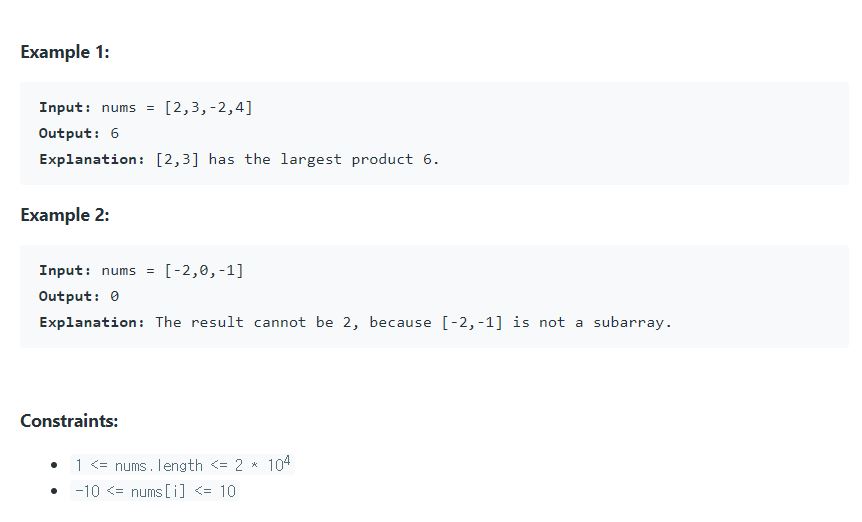 Example 1:
Input: nums = [2,3,-2,4]
Output: 6
Explanation: [2,3] has the largest product 6.
Example 2:
Input: nums = [-2,0,-1]
Output: 0
Explanation: The result cannot be 2, because [-2,-1] is not a subarray.
Constraints:
• 1 <= nums.length <= 2 * 10⁴
• -10 <= nums[i] <= 10